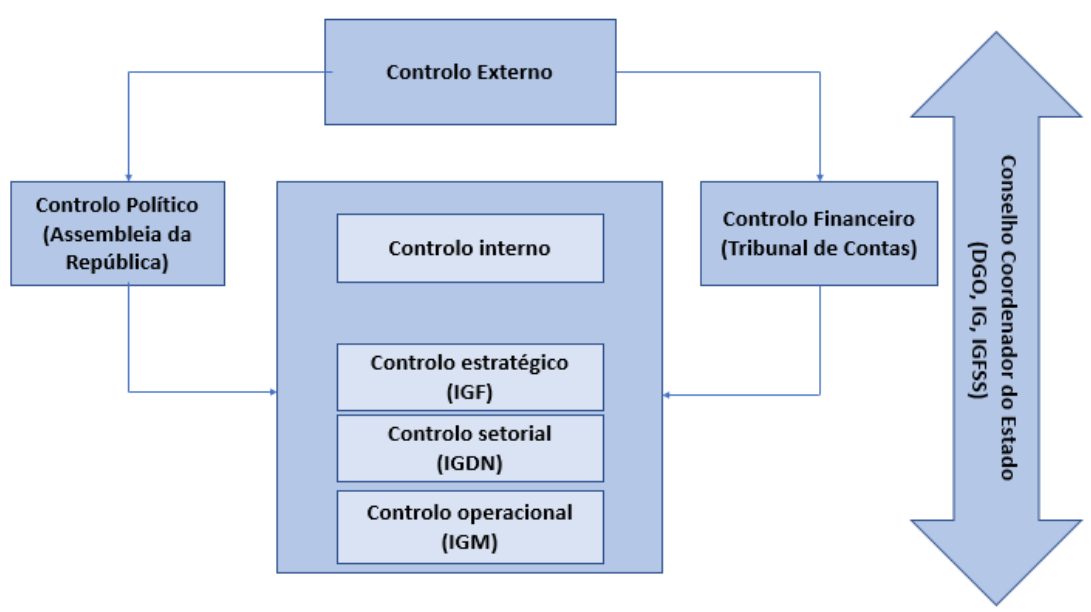 Controlo Externo
Controlo Político
(Assembleia da
República)
Controlo interno
Controlo Financeiro
(Tribunal de Contas)
Controlo estratégico
(IGF)
Controlo setorial
(IGDN)
Controlo operacional
(IGM)
Conselho Coordenador do Estado
(DGO, IG, IGFSS)